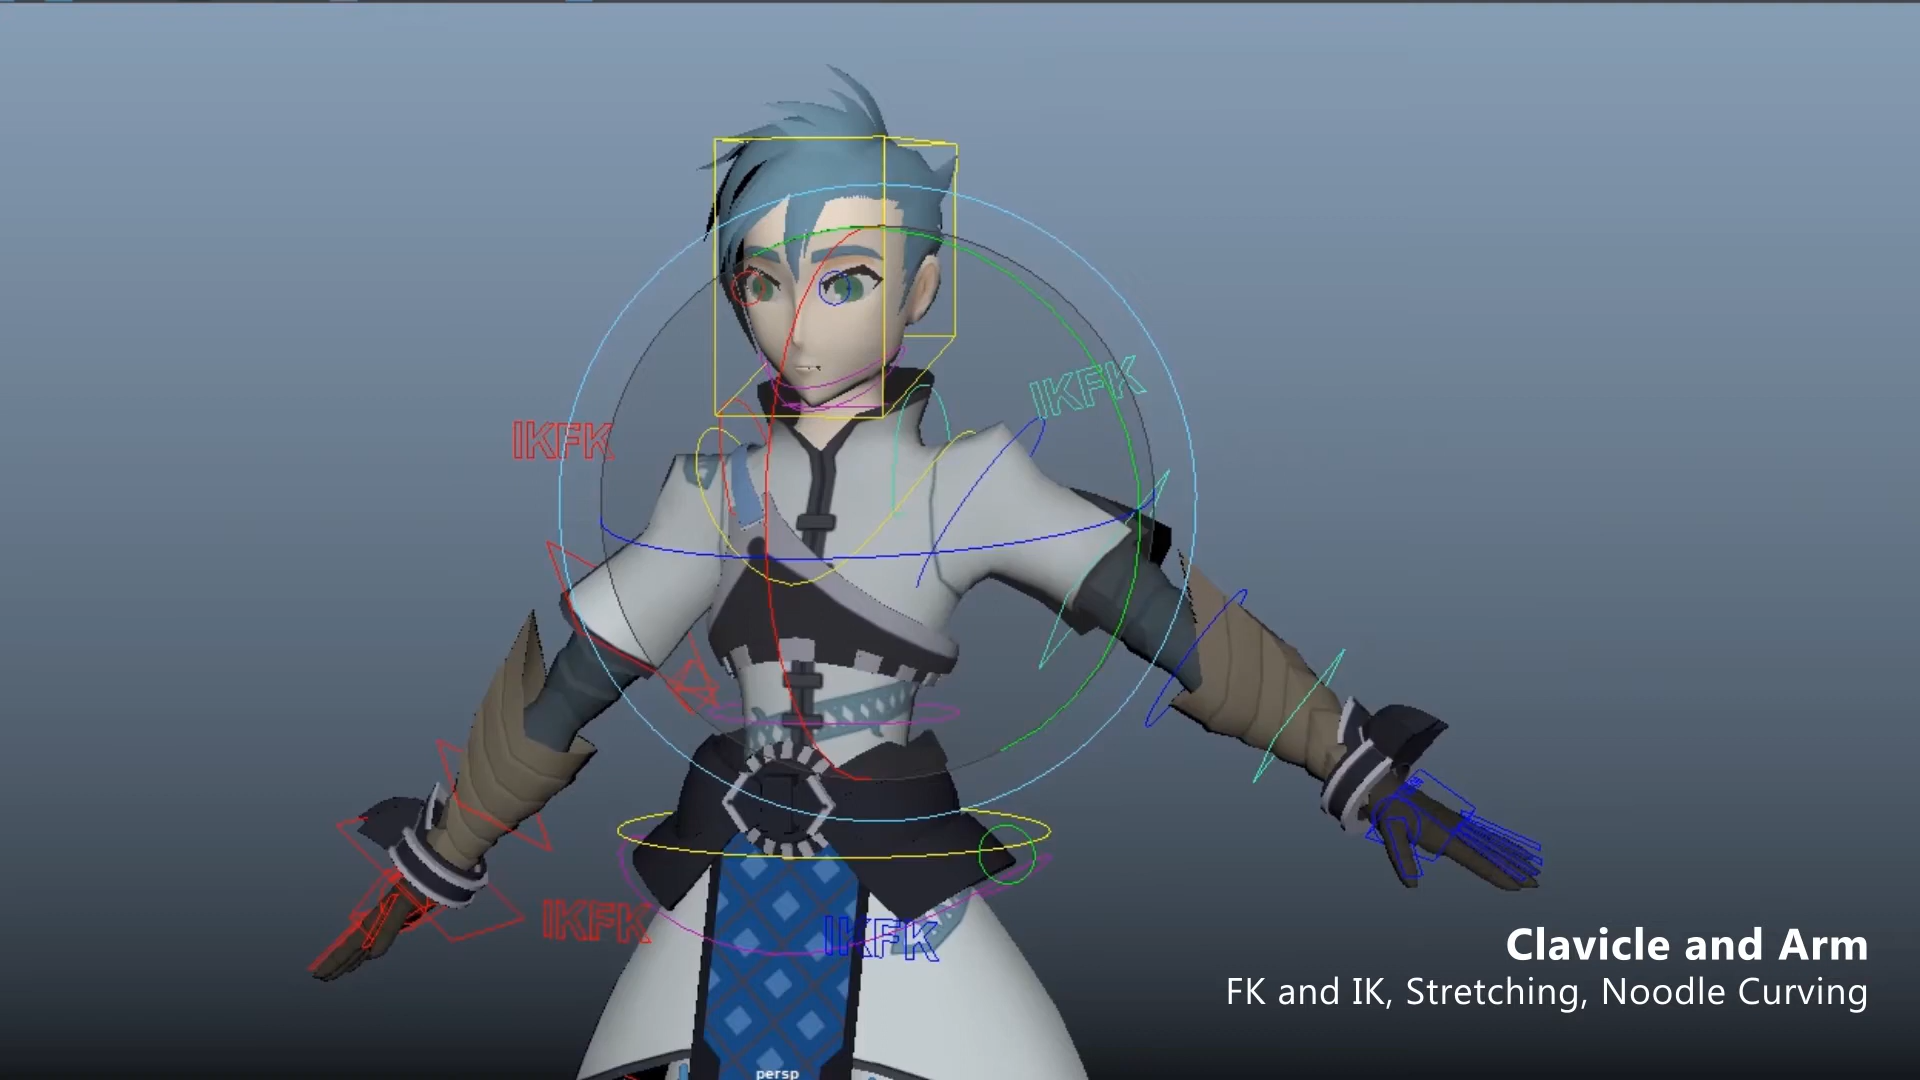 IKFK
IKFK
IKFK
IKFK
Clavicle and Arm
FK and IK, Stretching, Noodle Curving
persp